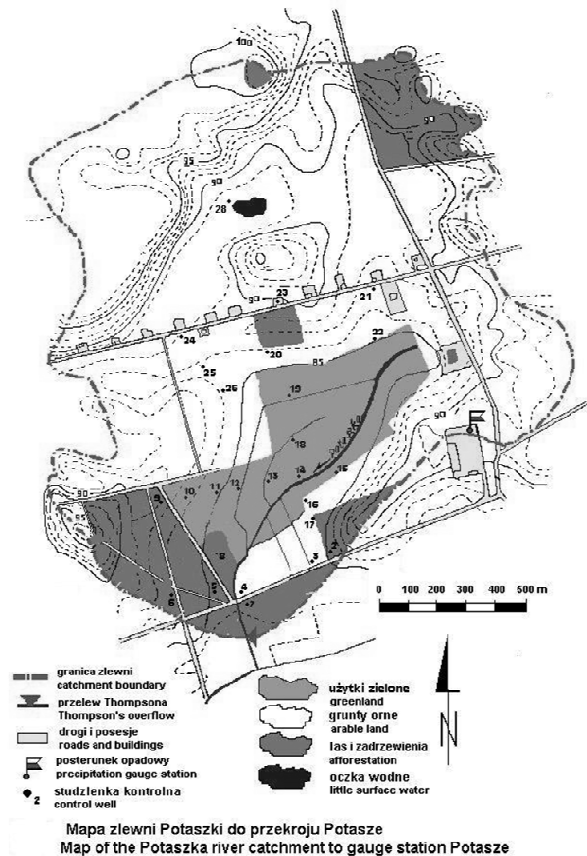 100
90
95
90
28
90
23
21
24
22
20
85
25
26
19
18
15
14
13
12
11
10
9
16
17
90
90
95
3
2
5
4
6
7
0 100 200 300 400 500 m
granica zlewni
catchment boundary
przelew Thompsona
Thompson's overflow
drogi i posesje
roads and buildings
posterunek opadowy
precipitation gauge station
2
studzienka kontrolna
control well
użytki zielone
greenland
grunty orne
arable land
las i zadrzewienia
afforestation
oczka wodne
little surface water
N
Mapa zlewni Potaszki do przekroju Potasze
Map of the Potaszka river catchment to gauge station Potasze